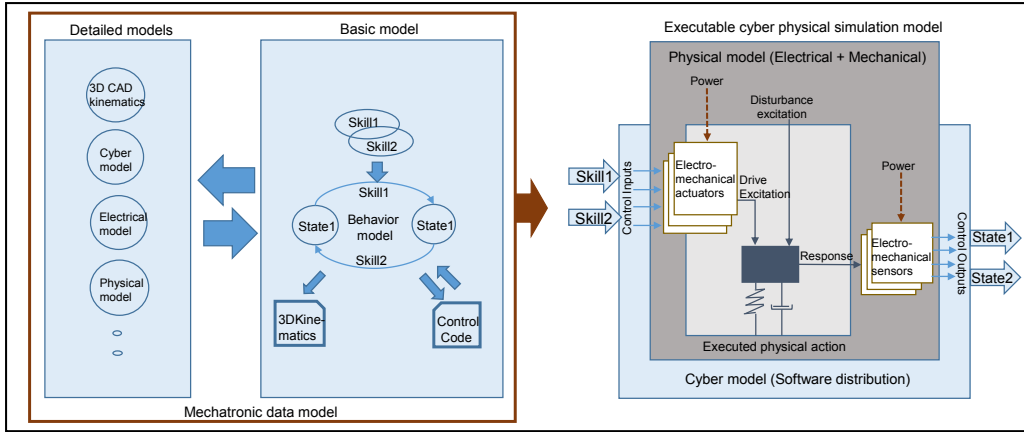 Detailed models
3D CAD
kinematics
Cyber
model
Electrical
model
Physical
model
Basic model
Skill1
Skill2
Skill1
State1
Behavior
model
State1
Skill2
3DKine-
matics
Control
Code
Mechatronic data model
Executable cyber physical simulation model
Physical model (Electrical + Mechanical)
Power
Disturbance
excitation
Skill1
Skill2
Control Inputs
Electro-
mechanical
actuators
Drive
Excitation
Power
Response
Electro-
mechanical
sensors
Control Outputs
State1
State2
Executed physical action
Cyber model (Software distribution)